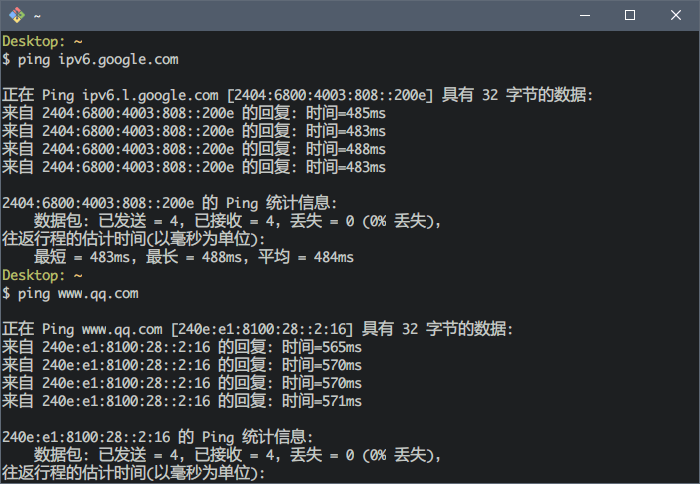 ~
Desktop: ~
$ ping ipv6.google.com
正在 Ping ipv6.l.google.com [2404:6800:4003:808::200e] 具有 32 字节的数据:
来自 2404:6800:4003:808::200e 的回复: 时间=485ms
来自 2404:6800:4003:808::200e 的回复: 时间=483ms
来自 2404:6800:4003:808::200e 的回复: 时间=488ms
来自 2404:6800:4003:808::200e 的回复: 时间=483ms
2404:6800:4003:808::200e 的 Ping 统计信息:
数据包: 已发送 = 4，已接收 = 4，丢失 = 0 (0% 丢失)，
往返行程的估计时间(以毫秒为单位):
最短 = 483ms，最长 = 488ms，平均 = 484ms
Desktop: ~
$ ping www.qq.com
正在 Ping www.qq.com [240e:e1:8100:28::2:16] 具有 32 字节的数据:
来自 240e:e1:8100:28::2:16 的回复: 时间=565ms
来自 240e:e1:8100:28::2:16 的回复: 时间=570ms
来自 240e:e1:8100:28::2:16 的回复: 时间=570ms
来自 240e:e1:8100:28::2:16 的回复: 时间=571ms
240e:e1:8100:28::2:16 的 Ping 统计信息:
数据包: 已发送 = 4，已接收 = 4，丢失 = 0 (0% 丢失)，
往返行程的估计时间(以毫秒为单位):